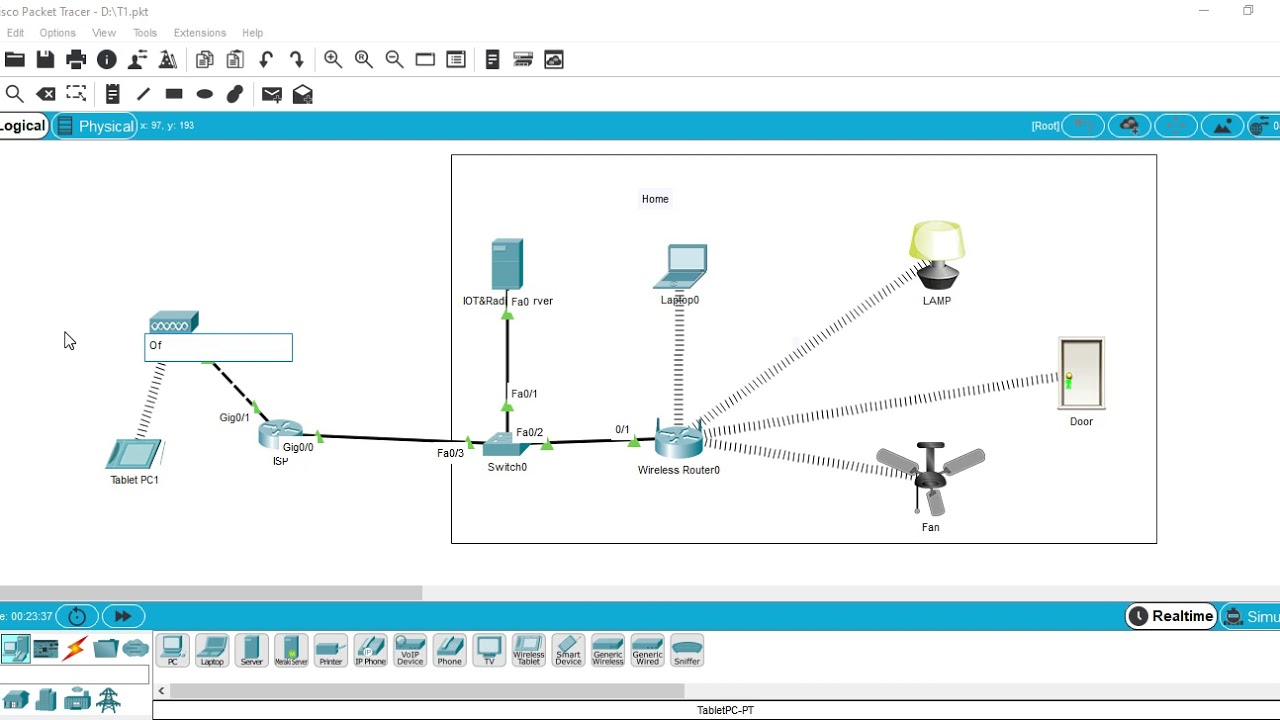 isco Packet Tracer - D:\T1.pkt
Edit Options View Tools Extensions Help
Logical Physical x: 97, y: 193 [Root]
Home
IOT&Radi Fa0 rver
Laptop0
LAMP
Of
Fa0/1
Gig0/1
Door
Fa0/2
0/1
Gig0/0
Fa0/3
ISP
Switch0
Wireless Router0
Tablet PC1
Fan
e: 00:23:37 Realtime Simu
PC Laptop Server Meraki Server Printer IP Phone VoIP Device Phone TV Wireless Tablet Smart Device Generic Wireless Generic Wired Sniffer
TabletPC-PT